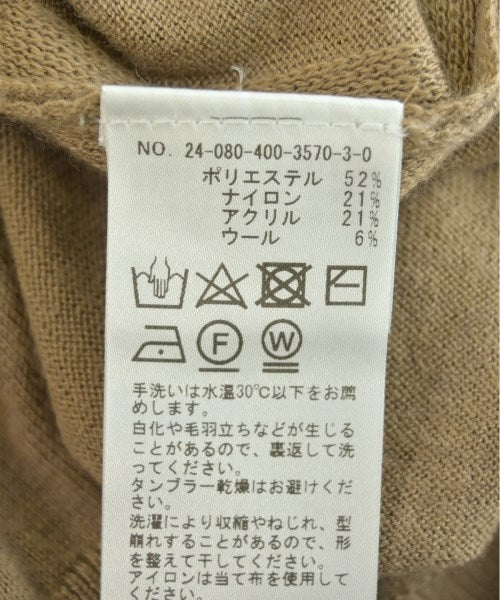 NO. 24-080-400-3570-3-0
ポリエステル 52%
ナイロン 21%
アクリル 21%
ウール 6%
F W
手洗いは水温30℃以下をお薦
めします。
白化や毛羽立ちなどが生じる
ことがあるので、裏返して洗
ってください。
タンブラー乾燥はお避けくだ
さい。
洗濯により収縮やねじれ、型
崩れすることがあるので、形
を整えて干してください。
アイロンは当て布を使用して
ください。